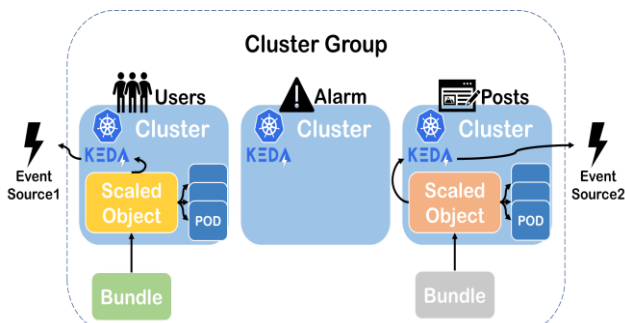 Cluster Group
Users
Alarm
Posts
Cluster
Cluster
Cluster
KEDA
KEDA
KEDA
Event
Source1
Scaled
Object
POD
Scaled
Object
POD
Event
Source2
Bundle
Bundle